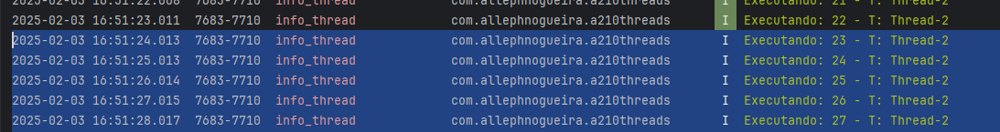 2025-02-03 16:51:22.008 7683-7710 info_thread com.allephnogueira.a210threads I Executando: 21 - T: Thread-2
2025-02-03 16:51:23.011 7683-7710 info_thread com.allephnogueira.a210threads I Executando: 22 - T: Thread-2
2025-02-03 16:51:24.013 7683-7710 info_thread com.allephnogueira.a210threads I Executando: 23 - T: Thread-2
2025-02-03 16:51:25.013 7683-7710 info_thread com.allephnogueira.a210threads I Executando: 24 - T: Thread-2
2025-02-03 16:51:26.014 7683-7710 info_thread com.allephnogueira.a210threads I Executando: 25 - T: Thread-2
2025-02-03 16:51:27.015 7683-7710 info_thread com.allephnogueira.a210threads I Executando: 26 - T: Thread-2
2025-02-03 16:51:28.017 7683-7710 info_thread com.allephnogueira.a210threads I Executando: 27 - T: Thread-2